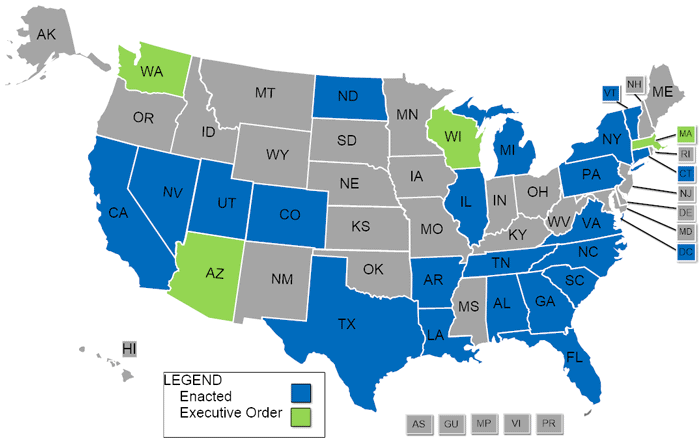 AK
WA
MT
ND
MN
VT
NH
ME
OR
ID
SD
WI
MI
NY
MA
RI
WY
CT
PA
IA
NE
NV
UT
CO
IL
IN
OH
NJ
DE
MD
DC
CA
KS
MO
KY
WV
VA
NC
TN
AZ
NM
OK
AR
SC
MS
AL
GA
TX
LA
FL
HI
LEGEND
Enacted
Executive Order
AS GU MP VI PR